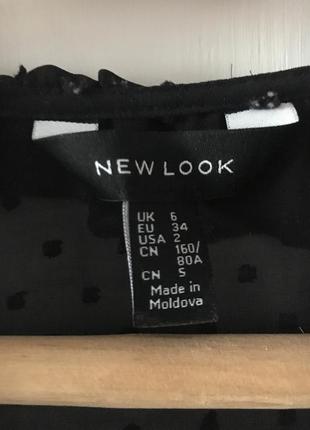 NEW LOOK
UK 6
EU 34
USA 2
CN 160/
80A
CN S
Made in
Moldova